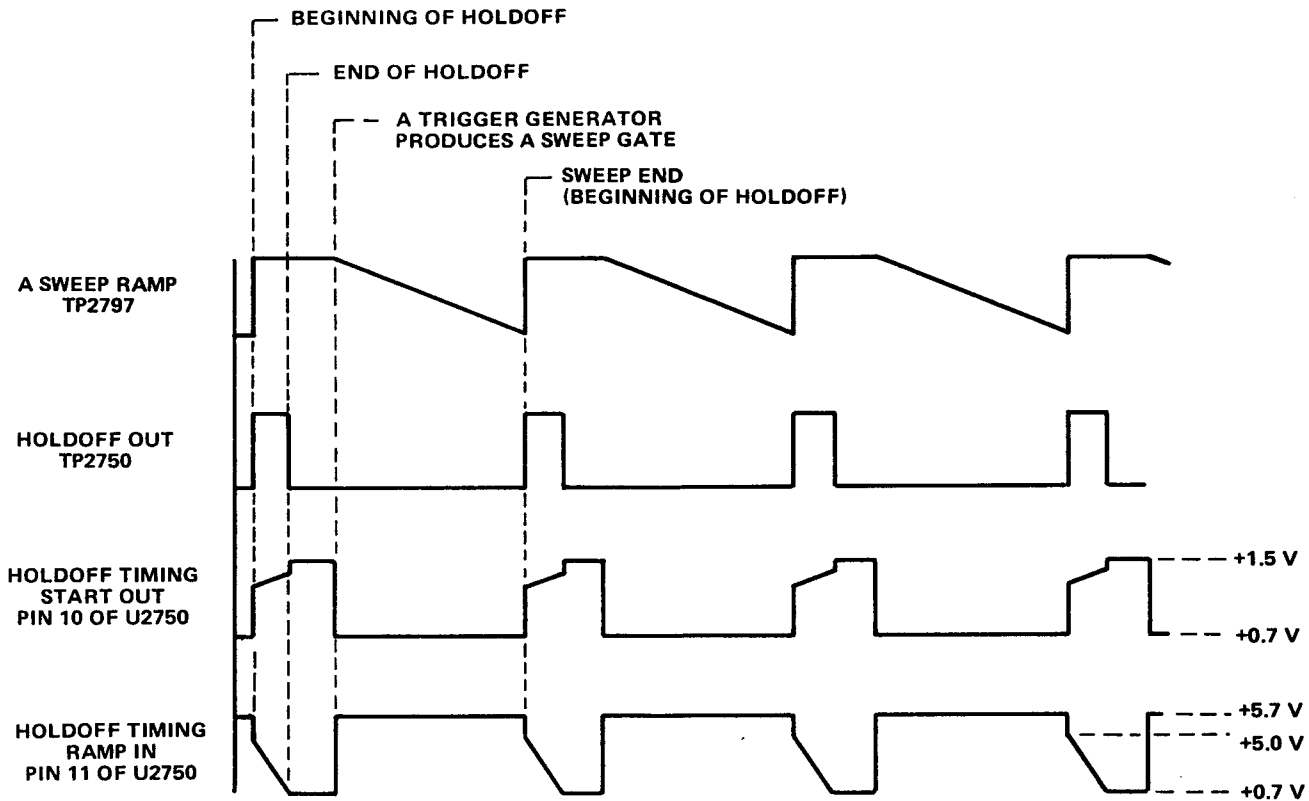 BEGINNING OF HOLDOFF
END OF HOLDOFF
A TRIGGER GENERATOR
PRODUCES A SWEEP GATE
SWEEP END
(BEGINNING OF HOLDOFF)
A SWEEP RAMP
TP2797
HOLDOFF OUT
TP2750
HOLDOFF TIMING
START OUT
PIN 10 OF U2750
+1.5 V
+0.7 V
HOLDOFF TIMING
RAMP IN
PIN 11 OF U2750
+5.7 V
+5.0 V
+0.7 V